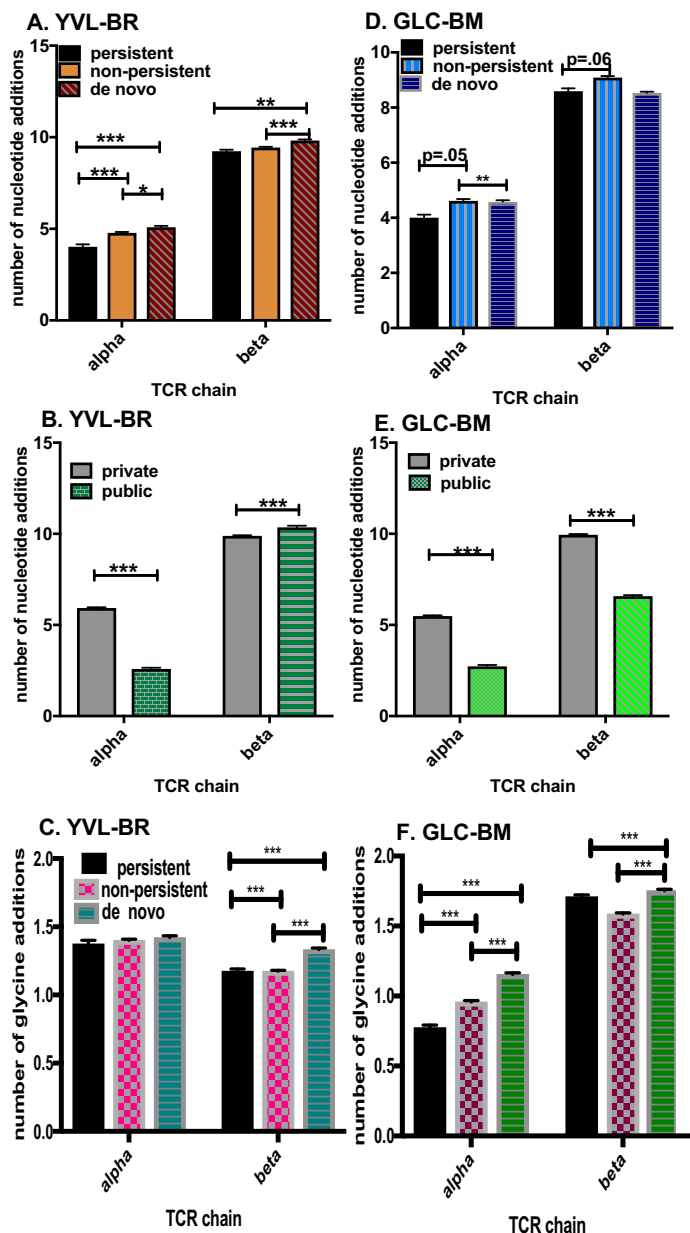 A. YVL-BR
number of nucleotide additions
15
10
5
0
persistent
non-persistent
de novo
***
***
*
**
***
alpha
beta
TCR chain
D. GLC-BM
number of nucleotide additions
10
8
6
4
2
0
persistent
non-persistent
de novo
p=.05
**
p=.06
alpha
beta
TCR chain
B. YVL-BR
number of nucleotide additions
15
10
5
0
private
public
***
***
alpha
beta
TCR chain
E. GLC-BM
number of nucleotide additions
15
10
5
0
private
public
***
***
alpha
beta
TCR chain
C. YVL-BR
number of glycine additions
2.0
1.5
1.0
0.5
0.0
persistent
non-persistent
de novo
***
***
***
alpha
beta
TCR chain
F. GLC-BM
number of glycine additions
2.0
1.5
1.0
0.5
0.0
***
***
***
***
***
alpha
beta
TCR chain